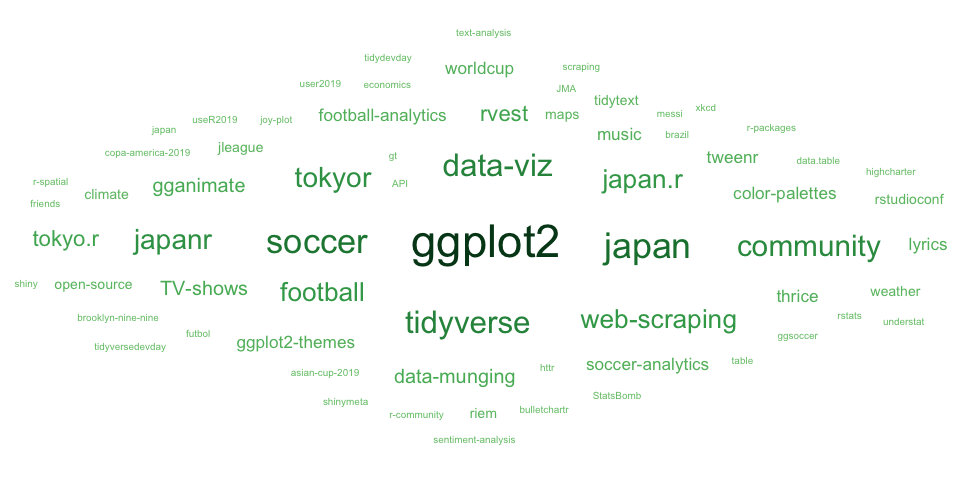 text-analysis
tidydevday
worldcup
scraping
user2019
economics
JMA
tidytext
xkcd
useR2019
joy-plot
football-analytics
rvest
maps
messi
japan
music
brazil
r-packages
copa-america-2019
jleague
gt
data-viz
tweenr
data.table
r-spatial
climate
gganimate
tokyor
API
japan.r
color-palettes
highcharter
friends
rstudioconf
tokyo.r
japanr
soccer
ggplot2
japan
community
lyrics
shiny
open-source
TV-shows
football
thrice
weather
brooklyn-nine-nine
futbol
tidyverse
web-scraping
rstats
understat
tidyversedevday
ggplot2-themes
ggsoccer
asian-cup-2019
data-munging
httr
soccer-analytics
table
shinymeta
r-community
riem
bulletchartr
StatsBomb
sentiment-analysis